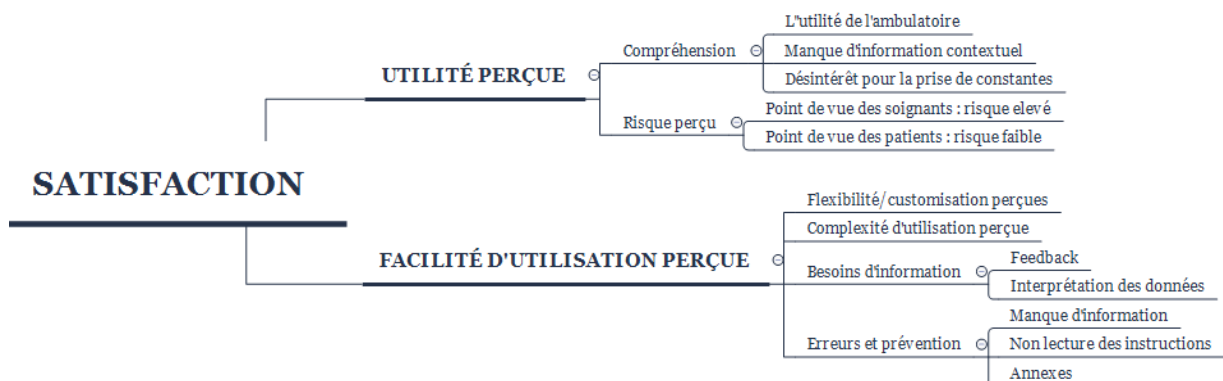 SATISFACTION
UTILITÉ PERÇUE
Compréhension
L"utilité de l'ambulatoire
Manque d'information contextuel
Désintérêt pour la prise de constantes
Risque perçu
Point de vue des soignants : risque elevé
Point de vue des patients : risque faible
FACILITÉ D'UTILISATION PERÇUE
Flexibilité/customisation perçues
Complexité d'utilisation perçue
Besoins d'information
Feedback
Interprétation des données
Erreurs et prévention
Manque d'information
Non lecture des instructions
Annexes